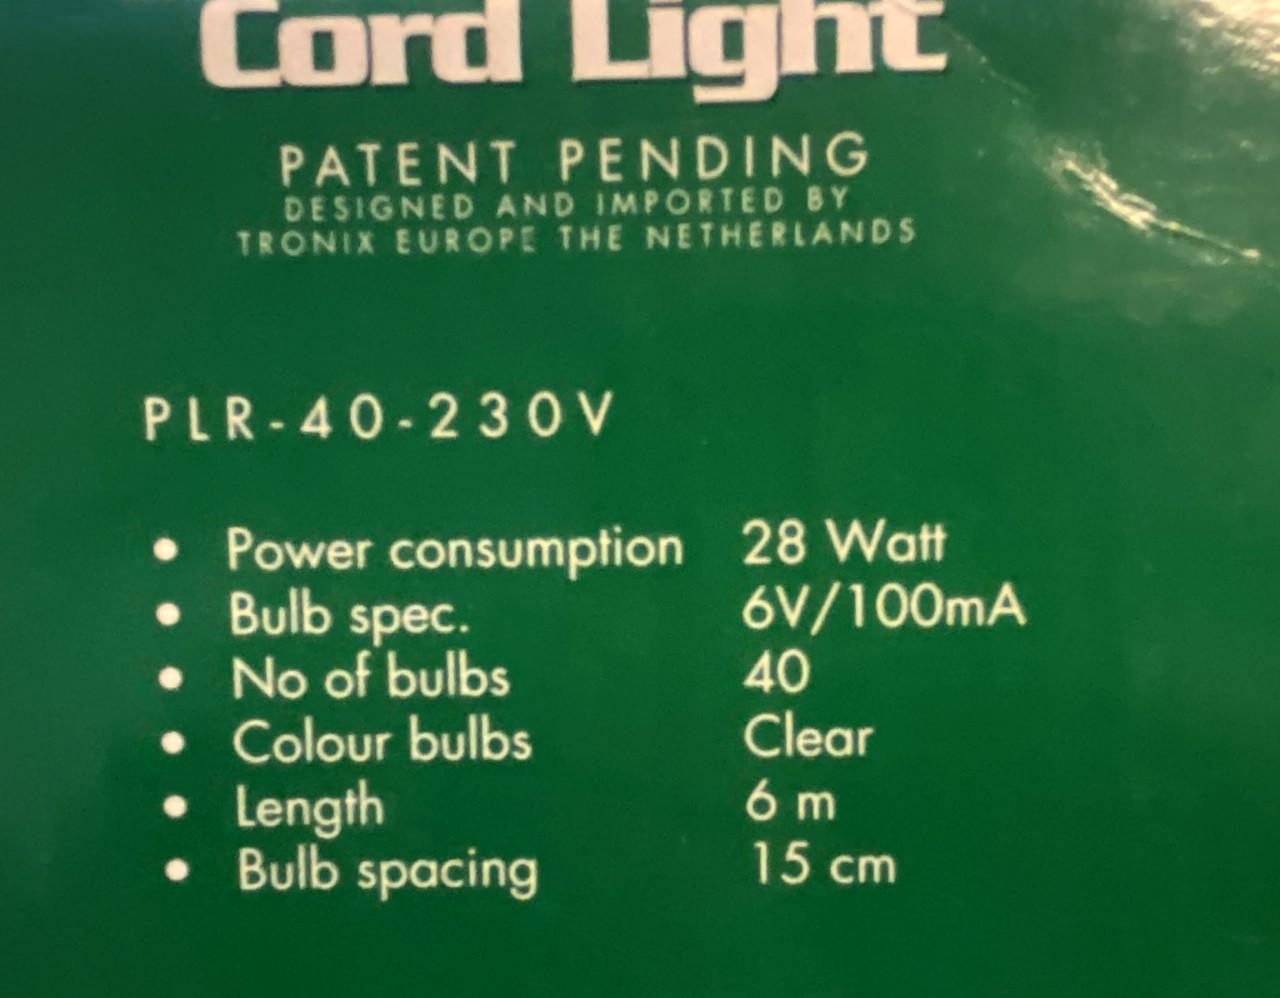 Cord Light
PATENT PENDING
DESIGNED AND IMPORTED BY
TRONIX EUROPE THE NETHERLANDS
PLR-40-230V
• Power consumption 28 Watt
• Bulb spec. 6V/100mA
• No of bulbs 40
• Colour bulbs Clear
• Length 6 m
• Bulb spacing 15 cm